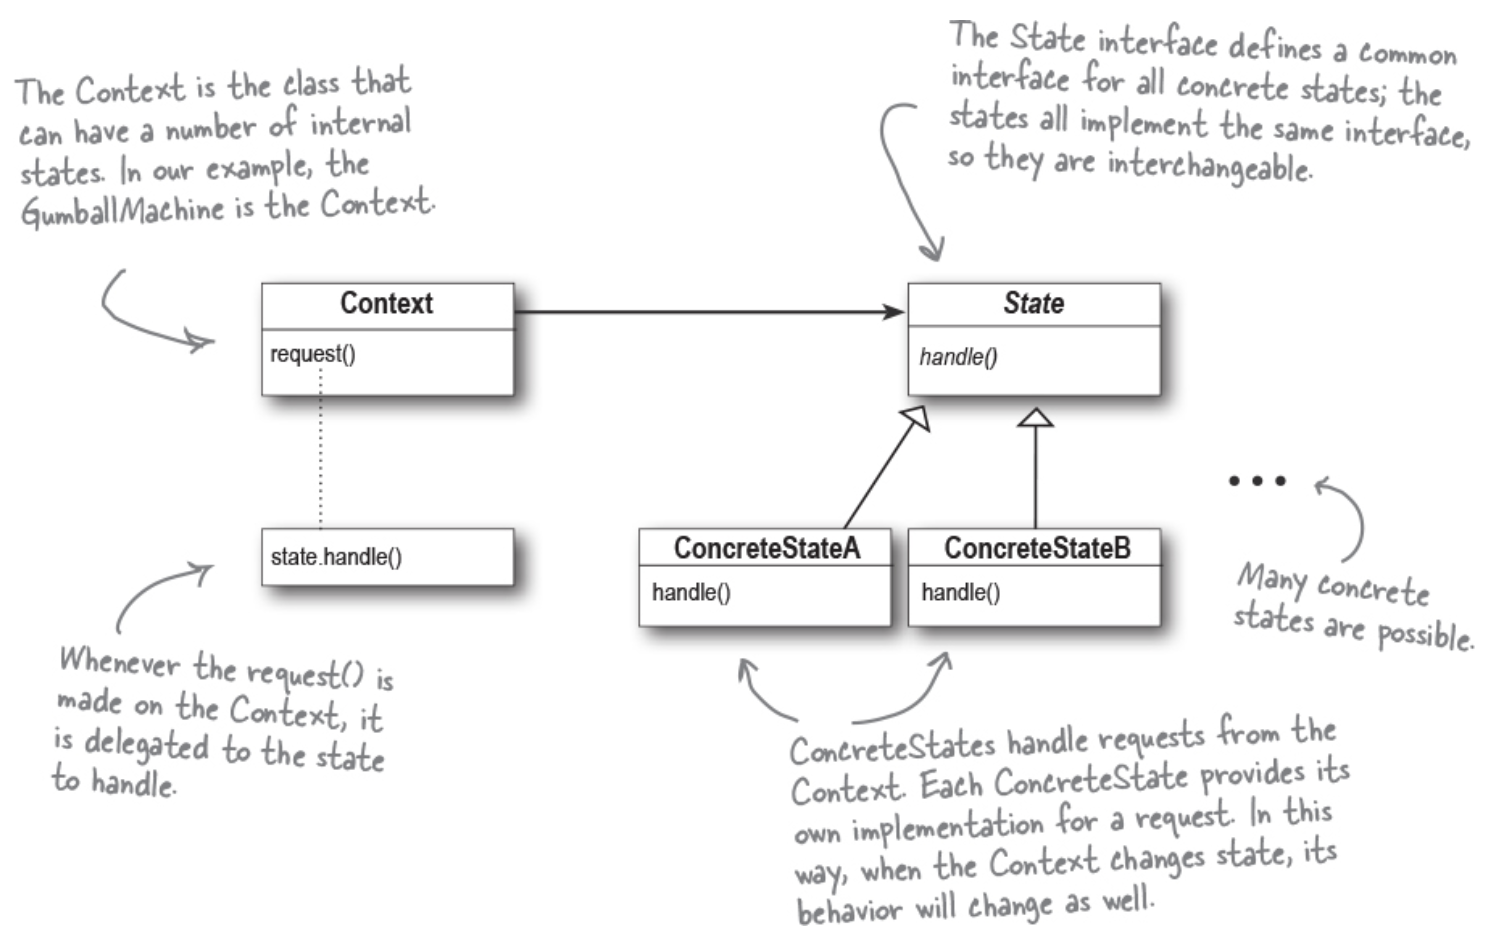 The Context is the class that
can have a number of internal
states. In our example, the
GumballMachine is the Context.
The State interface defines a common
interface for all concrete states; the
states all implement the same interface,
so they are interchangeable.
Context
request()
State
handle()
state.handle()
ConcreteStateA
handle()
ConcreteStateB
handle()
Many concrete
states are possible.
Whenever the request() is
made on the Context, it
is delegated to the state
to handle.
ConcreteStates handle requests from the
Context. Each ConcreteState provides its
own implementation for a request. In this
way, when the Context changes state, its
behavior will change as well.